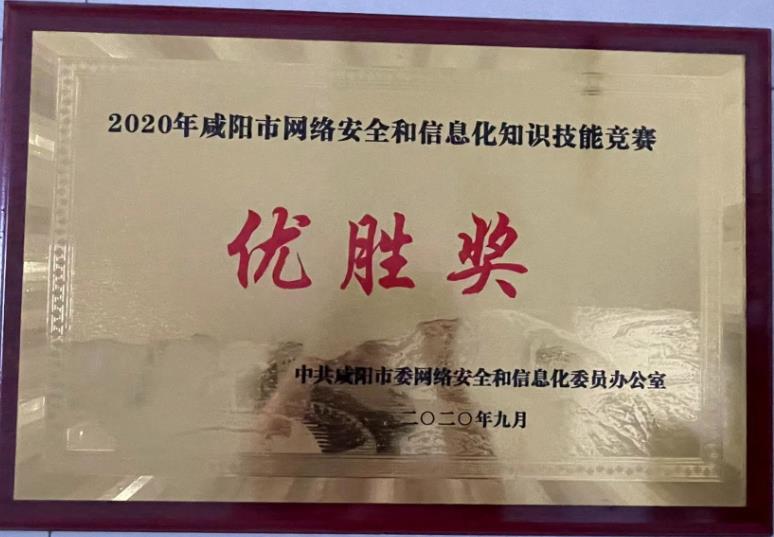 2020年咸阳市网络安全和信息化知识技能竞赛
优胜奖
中共咸阳市委网络安全和信息化委员办公室
二〇二〇年九月